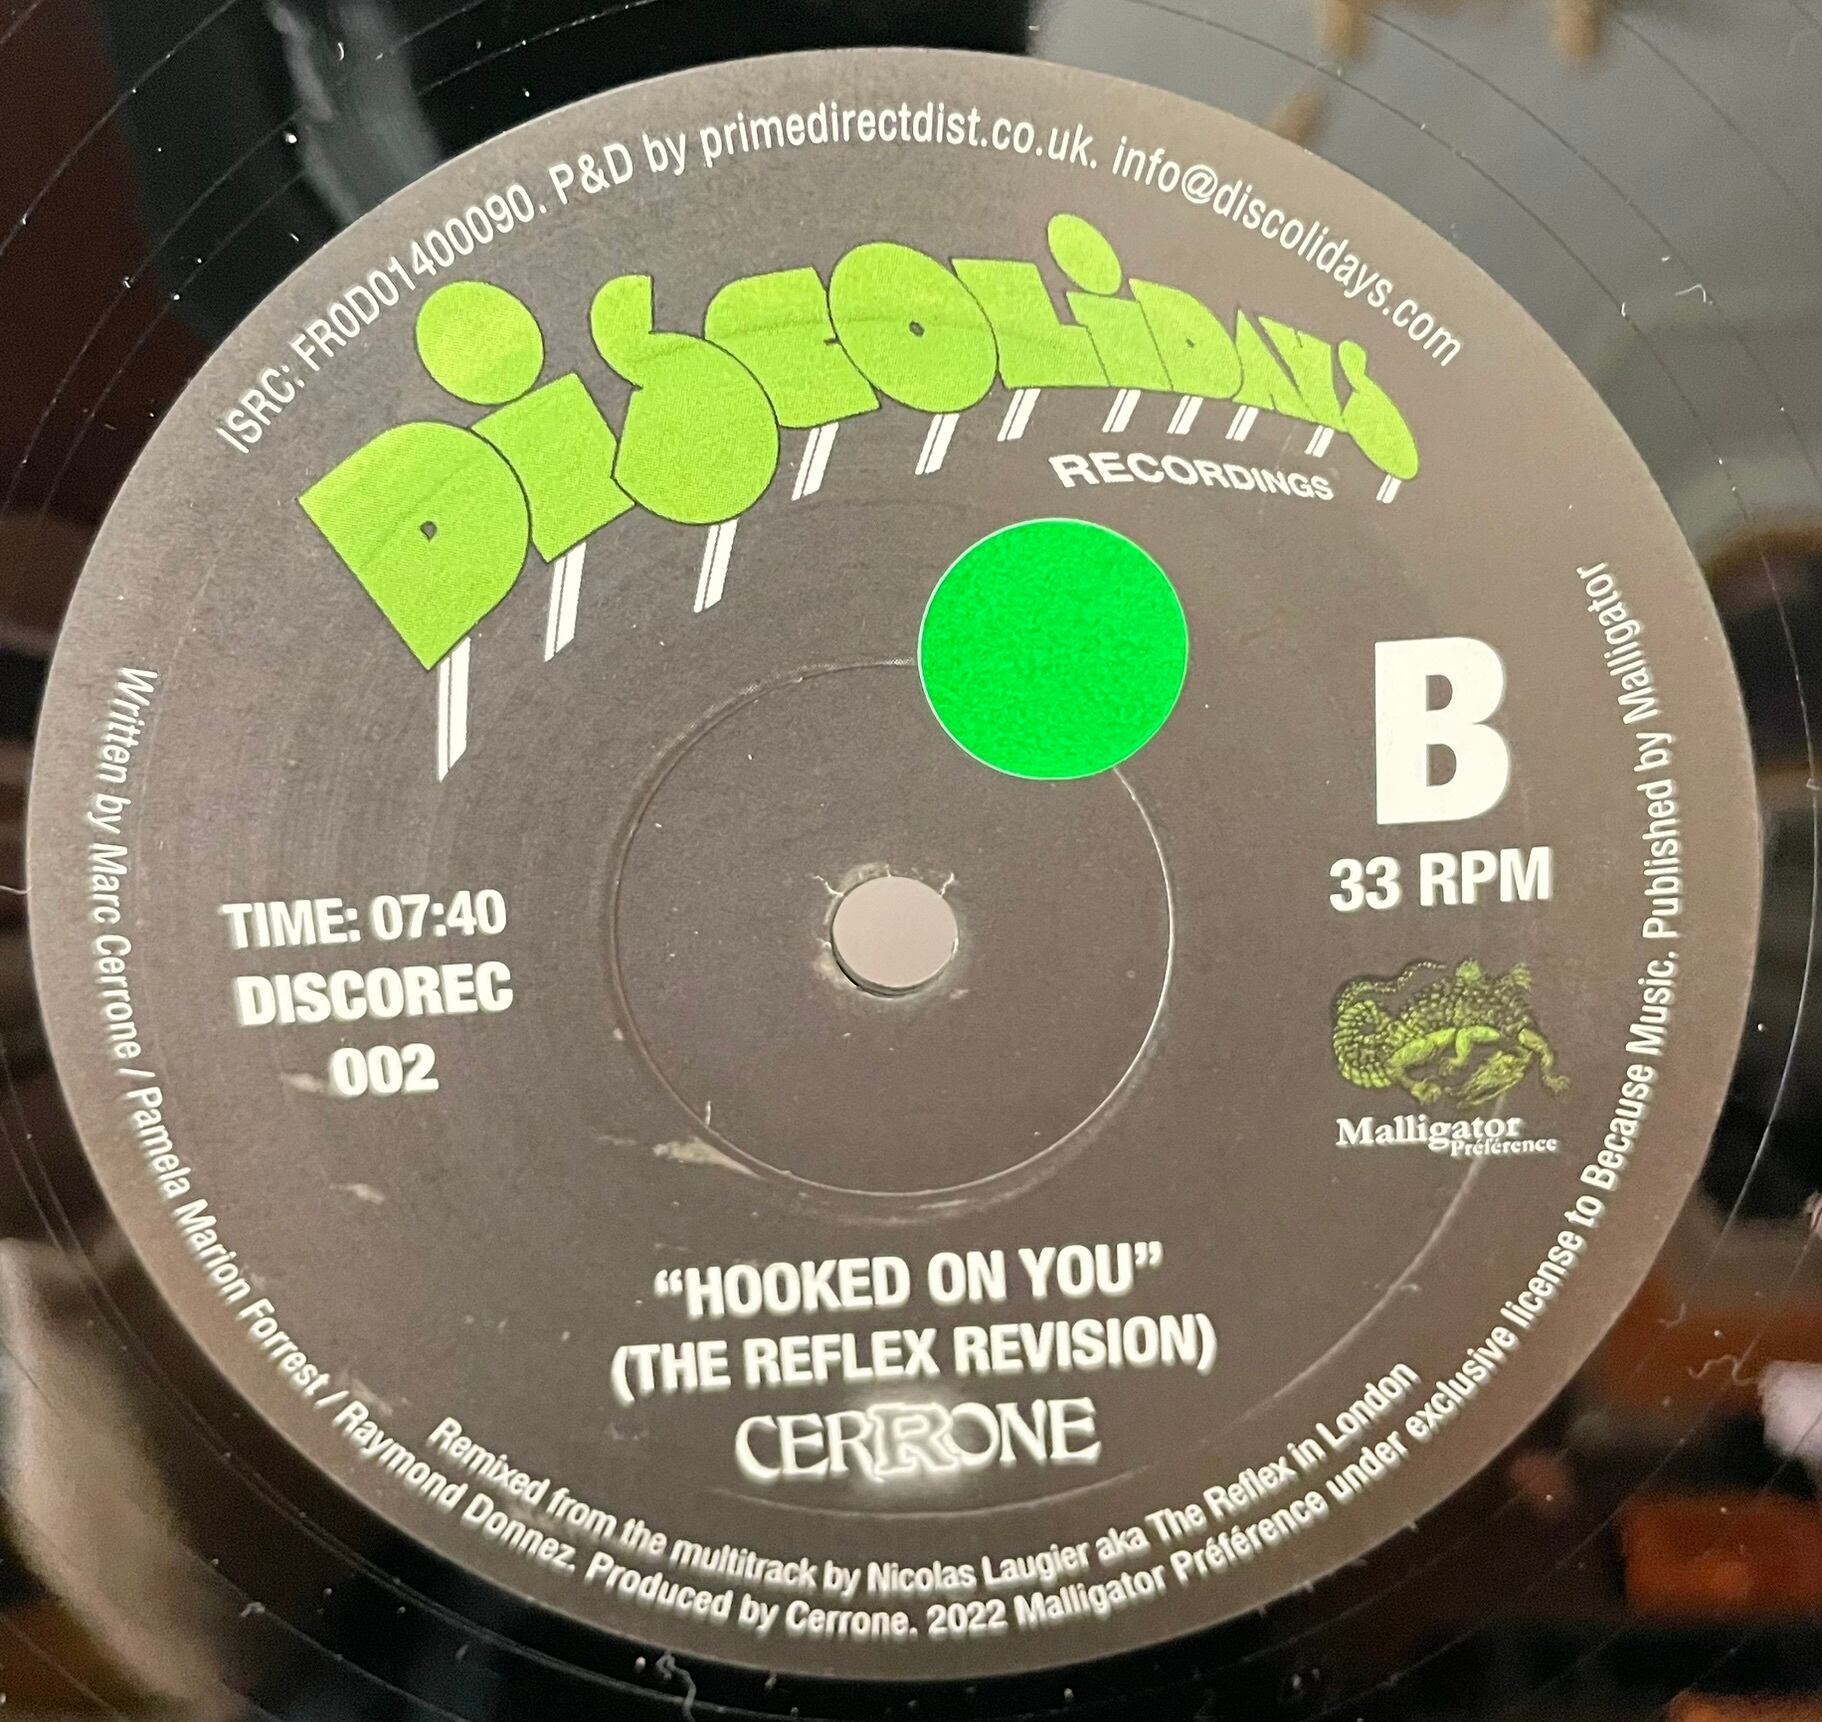 ISRC: FR0D01400090. P&D by primedirectdist.co.uk. info@discolidays.com
DiSCOLiDAYS
RECORDINGS
B
33 RPM
TIME: 07:40
DISCOREC
002
Malligator
Préférence
“HOOKED ON YOU”
(THE REFLEX REVISION)
CERRONE
Remixed from the multitrack by Nicolas Laugier aka The Reflex in London
Written by Marc Cerrone / Pamela Marion Forrest / Raymond Donnez. Produced by Cerrone. 2022 Malligator Préférence under exclusive license to Because Music. Published by Malligator